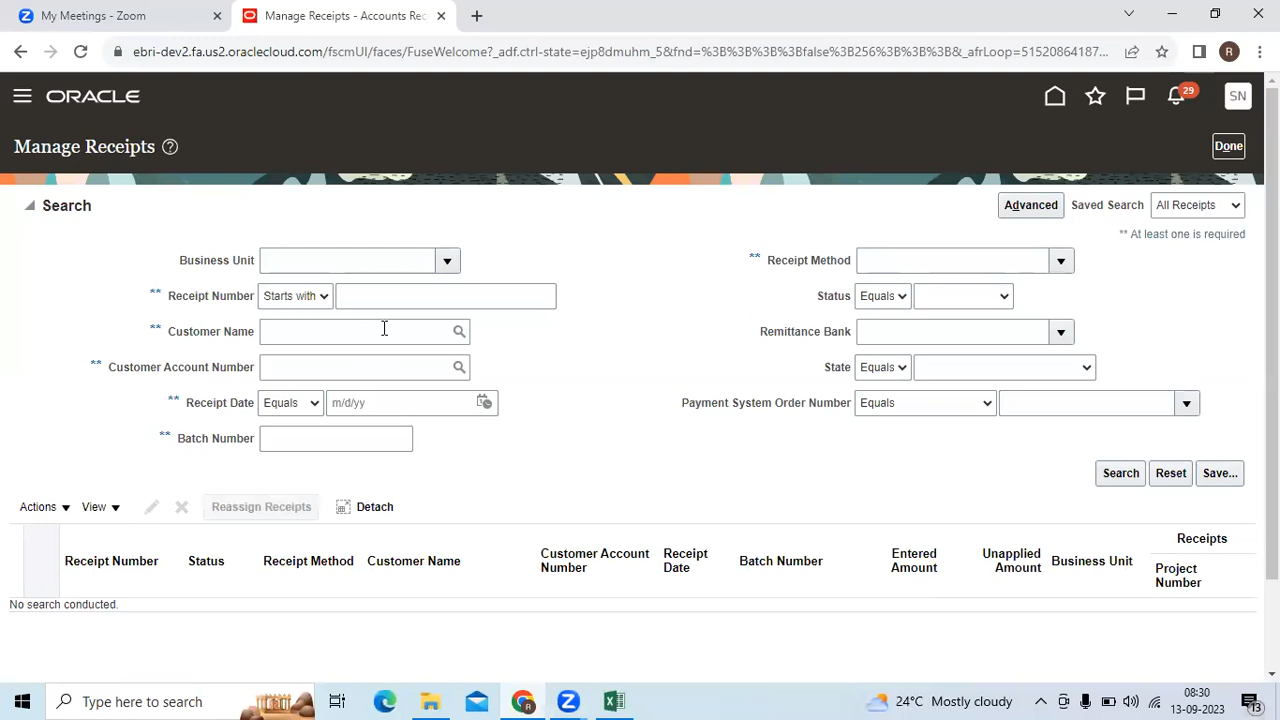 My Meetings - Zoom
Manage Receipts - Accounts Rec
ebri-dev2.fa.us2.oraclecloud.com/fscmUI/faces/FuseWelcome?_adf.ctrl-state=ejp8dmuhm_5&fnd=%3B%3B%3B%3Bfalse%3B256%3B%3B%3B&_afrLoop=51520864187...
R
ORACLE
29
SN
Manage Receipts
Done
Search
Advanced Saved Search All Receipts
** At least one is required
Business Unit
** Receipt Method
** Receipt Number Starts with
Status Equals
** Customer Name
Remittance Bank
** Customer Account Number
State Equals
** Receipt Date Equals m/d/yy
Payment System Order Number Equals
** Batch Number
Search Reset Save...
Actions View Reassign Receipts Detach
Receipts
Receipt Number Status Receipt Method Customer Name Customer Account Number Receipt Date Batch Number Entered Amount Unapplied Amount Business Unit Project Number
No search conducted.
Type here to search
24°C Mostly cloudy
08:30
13-09-2023
13